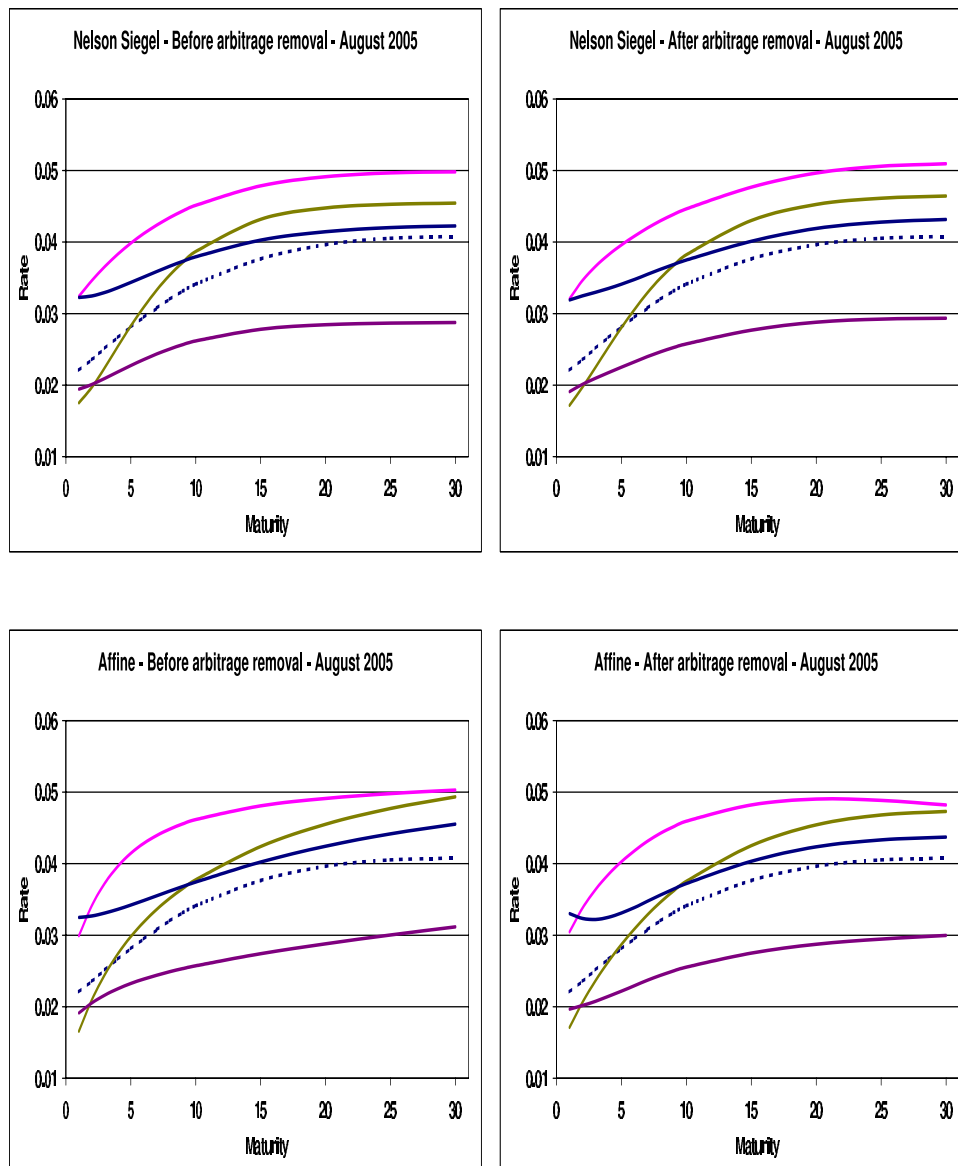 Nelson Siegel - Before arbitrage removal - August 2005
0.06
0.05
0.04
0.03
0.02
0.01
Rate
0 5 10 15 20 25 30
Maturity
Nelson Siegel - After arbitrage removal - August 2005
0.06
0.05
0.04
0.03
0.02
0.01
Rate
0 5 10 15 20 25 30
Maturity
Affine - Before arbitrage removal - August 2005
0.06
0.05
0.04
0.03
0.02
0.01
Rate
0 5 10 15 20 25 30
Maturity
Affine - After arbitrage removal - August 2005
0.06
0.05
0.04
0.03
0.02
0.01
Rate
0 5 10 15 20 25 30
Maturity